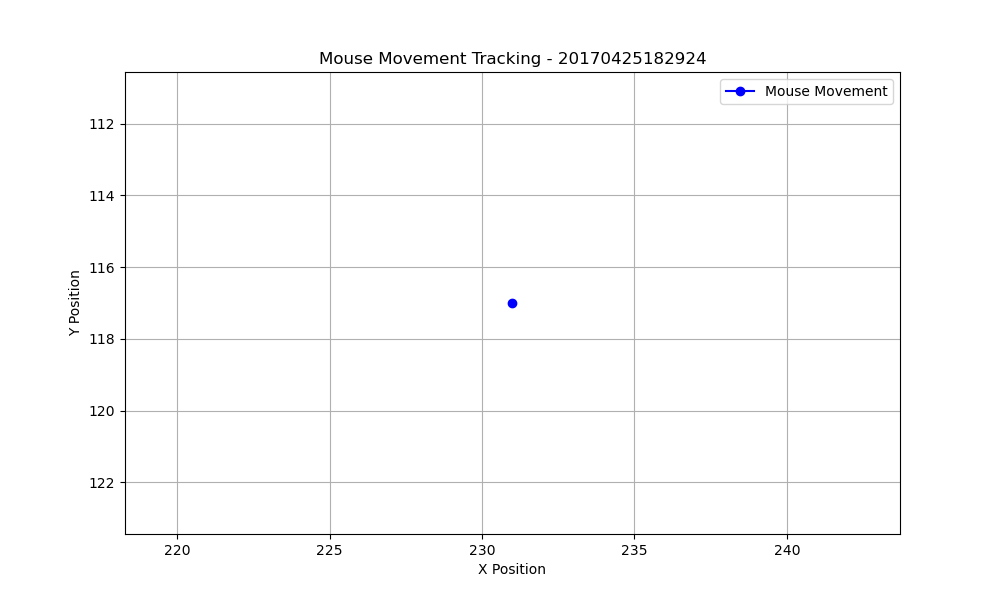 Mouse Movement Tracking - 20170425182924
Mouse Movement
112
114
116
118
120
122
Y Position
220 225 230 235 240
X Position